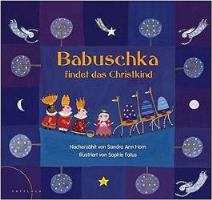 Babuschka
findet das Christkind
Nacherzählt von Sandra Ann Horn
Illustriert von Sophie Fatus